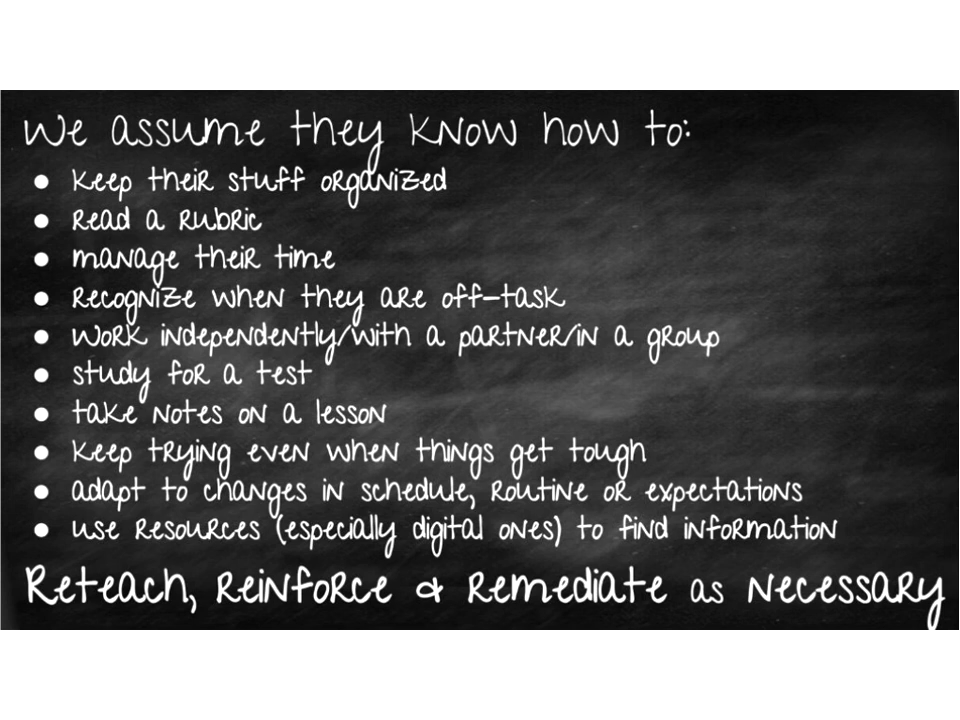 We assume they know how to:
● keep their stuff organized
● read a rubric
● manage their time
● recognize when they are off-task
● work independently/with a partner/in a group
● study for a test
● take notes on a lesson
● keep trying even when things get tough
● adapt to changes in schedule, routine or expectations
● use resources (especially digital ones) to find information
Reteach, reinforce & remediate as necessary